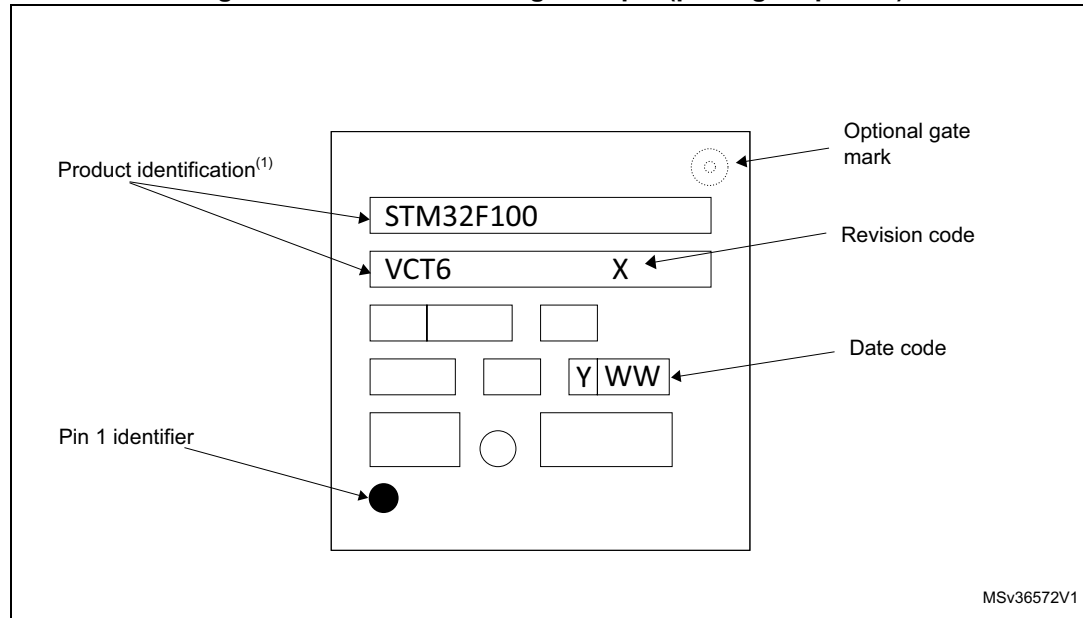 Optional gate
mark
Product identification(1)
STM32F100
Revision code
VCT6 X
Date code
Y WW
Pin 1 identifier
MSv36572V1